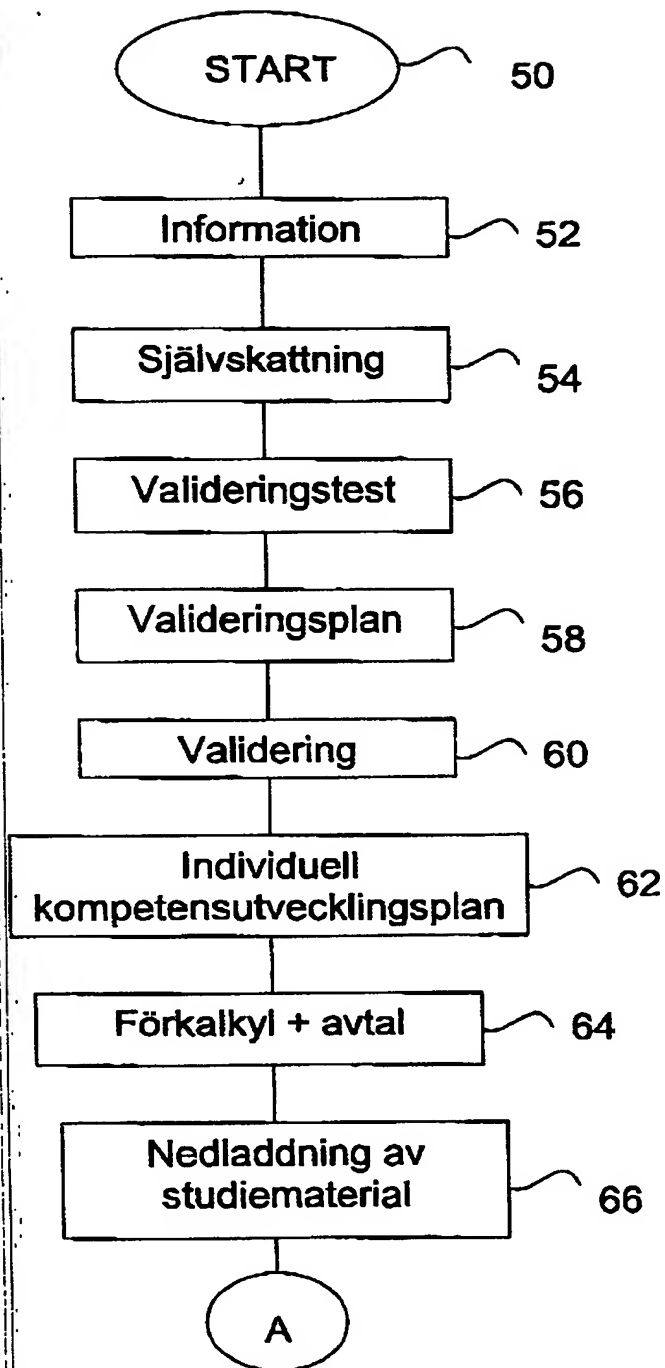 START
50
Information
52
Självskattning
54
Valideringstest
56
Valideringsplan
58
Validering
60
Individuell
kompetensutvecklingsplan
62
Förkalkyl + avtal
64
Nedladdning av
studiematerial
66
A